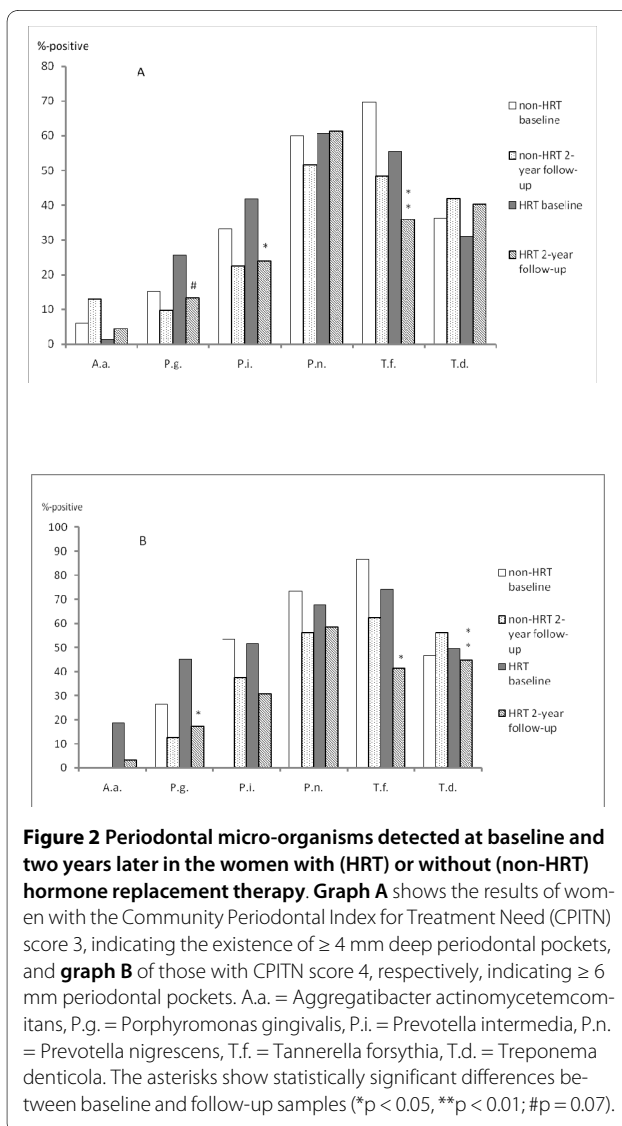 %-positive
A
80
70
60
50
40
30
20
10
0
#
*
*
*
A.a. P.g. P.i. P.n. T.f. T.d.
non-HRT
baseline
non-HRT 2-
year follow-
up
HRT baseline
HRT 2-year
follow-up
%-positive
B
100
90
80
70
60
50
40
30
20
10
0
*
*
*
*
A.a. P.g. P.i. P.n. T.f. T.d.
non-HRT
baseline
non-HRT 2-
year follow-
up
HRT
baseline
HRT 2-year
follow-up
Figure 2 Periodontal micro-organisms detected at baseline and
two years later in the women with (HRT) or without (non-HRT)
hormone replacement therapy. Graph A shows the results of wom-
en with the Community Periodontal Index for Treatment Need (CPITN)
score 3, indicating the existence of ≥ 4 mm deep periodontal pockets,
and graph B of those with CPITN score 4, respectively, indicating ≥ 6
mm periodontal pockets. A.a. = Aggregatibacter actinomycetemcom-
itans, P.g. = Porphyromonas gingivalis, P.i. = Prevotella intermedia, P.n.
= Prevotella nigrescens, T.f. = Tannerella forsythia, T.d. = Treponema
denticola. The asterisks show statistically significant differences be-
tween baseline and follow-up samples (*p < 0.05, **p < 0.01; #p = 0.07).